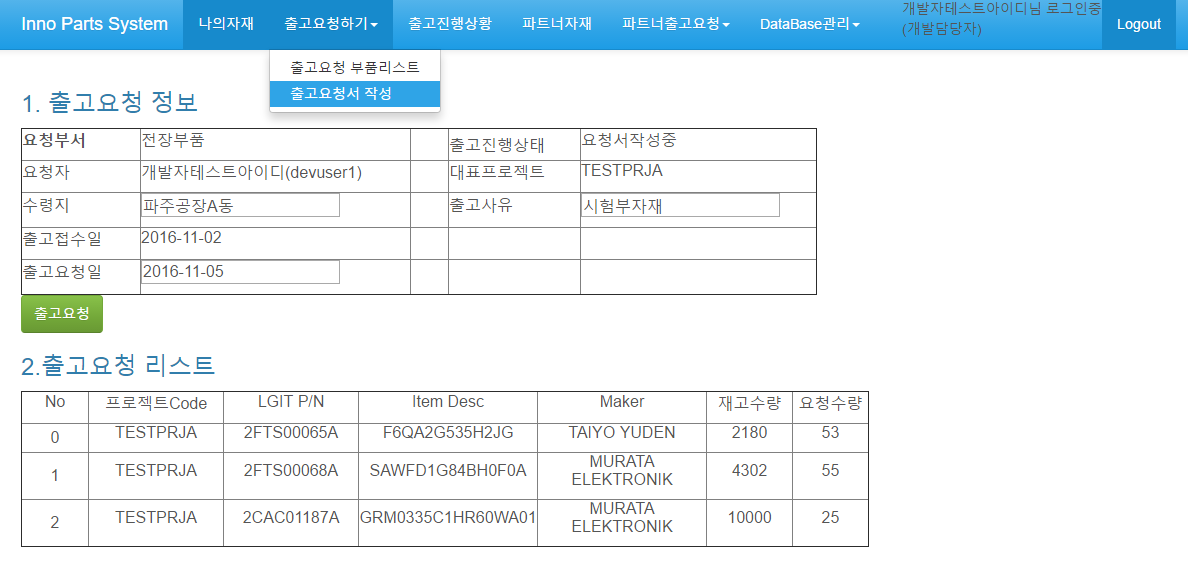 Inno Parts System 나의자재 출고요청하기 출고진행상황 파트너자재 파트너출고요청 DataBase관리 개발자테스트아이디님 로그인중 Logout
(개발담당자)
출고요청 부품리스트
출고요청서 작성
1. 출고요청 정보
요청부서 전장부품 출고진행상태 요청서작성중
요청자 개발자테스트아이디(devuser1) 대표프로젝트 TESTPRJA
수령지 파주공장A동 출고사유 시험부자재
출고접수일 2016-11-02
출고요청일 2016-11-05
출고요청
2.출고요청 리스트
No 프로젝트Code LGIT P/N Item Desc Maker 재고수량 요청수량
0 TESTPRJA 2FTS00065A F6QA2G535H2JG TAIYO YUDEN 2180 53
1 TESTPRJA 2FTS00068A SAWFD1G84BH0F0A MURATA ELEKTRONIK 4302 55
2 TESTPRJA 2CAC01187A GRM0335C1HR60WA01 MURATA ELEKTRONIK 10000 25